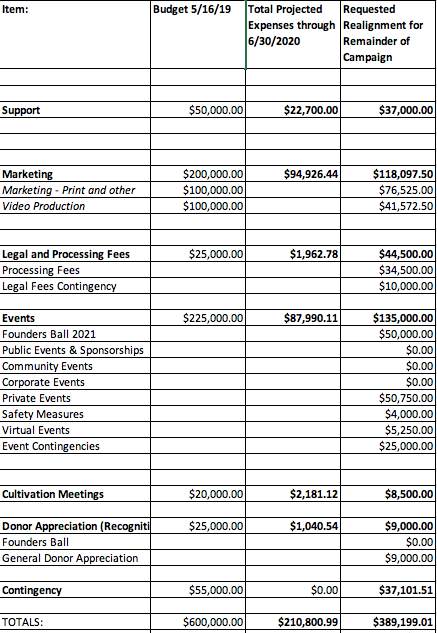 Item: Budget 5/16/19 Total Projected Expenses through 6/30/2020 Requested Realignment for Remainder of Campaign
Support $50,000.00 $22,700.00 $37,000.00
Marketing $200,000.00 $94,926.44 $118,097.50
Marketing - Print and other $100,000.00 $76,525.00
Video Production $100,000.00 $41,572.50
Legal and Processing Fees $25,000.00 $1,962.78 $44,500.00
Processing Fees $34,500.00
Legal Fees Contingency $10,000.00
Events $225,000.00 $87,990.11 $135,000.00
Founders Ball 2021 $50,000.00
Public Events & Sponsorships $0.00
Community Events $0.00
Corporate Events $0.00
Private Events $50,750.00
Safety Measures $4,000.00
Virtual Events $5,250.00
Event Contingencies $25,000.00
Cultivation Meetings $20,000.00 $2,181.12 $8,500.00
Donor Appreciation (Recogniti $25,000.00 $1,040.54 $9,000.00
Founders Ball $0.00
General Donor Appreciation $9,000.00
Contingency $55,000.00 $0.00 $37,101.51
TOTALS: $600,000.00 $210,800.99 $389,199.01